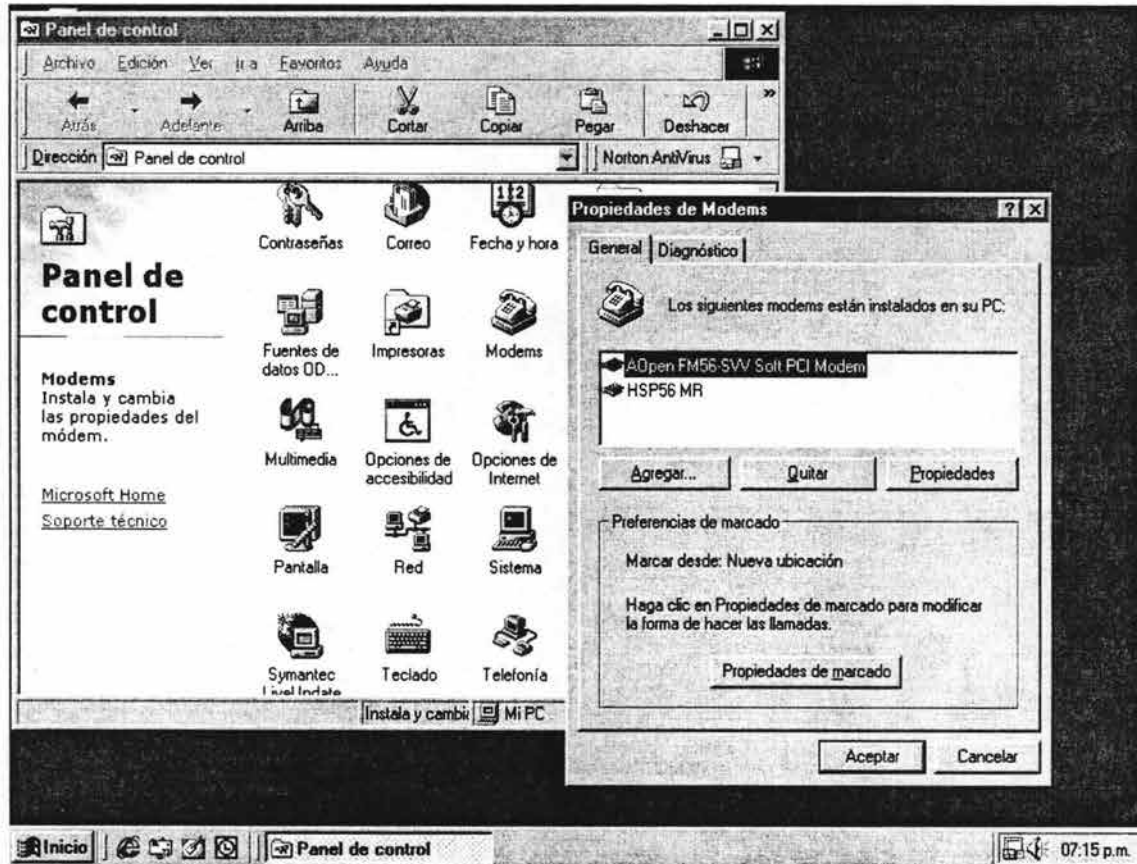 Panel de control
Archivo Edición Ver Ir a Favoritos Ayuda
Atrás Adelante Arriba Cortar Copiar Pegar Deshacer »
Dirección Panel de control Norton AntiVirus
Panel de
control
Modems
Instala y cambia
las propiedades del
módem.
Microsoft Home
Soporte técnico
Contraseñas Correo Fecha y hora
Fuentes de
datos OD...
Impresoras Modems
Multimedia Opciones de
accesibilidad
Opciones de
Internet
Pantalla Red Sistema
Symantec
LiveUpdate
Teclado Telefonía
Instala y cambia Mi PC
Propiedades de Modems
General Diagnóstico
Los siguientes modems están instalados en su PC:
AOpen FM56-SVV Soft PCI Modem
HSP56 MR
Agregar... Quitar Propiedades
Preferencias de marcado
Marcar desde: Nueva ubicación
Haga clic en Propiedades de marcado para modificar
la forma de hacer las llamadas.
Propiedades de marcado
Aceptar Cancelar
Inicio Panel de control 07:15 p.m.